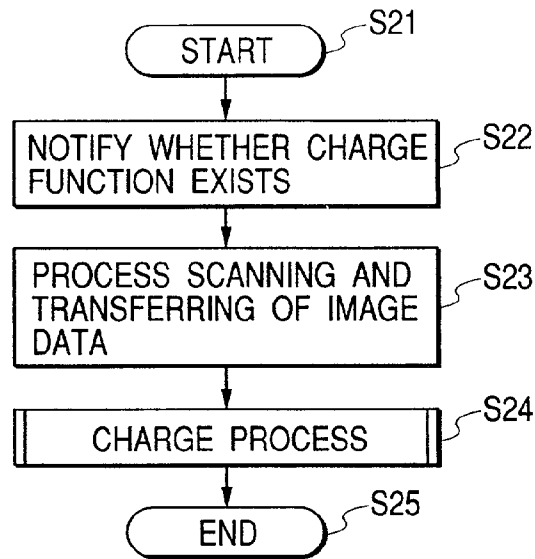 START
S21
NOTIFY WHETHER CHARGE
FUNCTION EXISTS
S22
PROCESS SCANNING AND
TRANSFERRING OF IMAGE
DATA
S23
CHARGE PROCESS
S24
END
S25